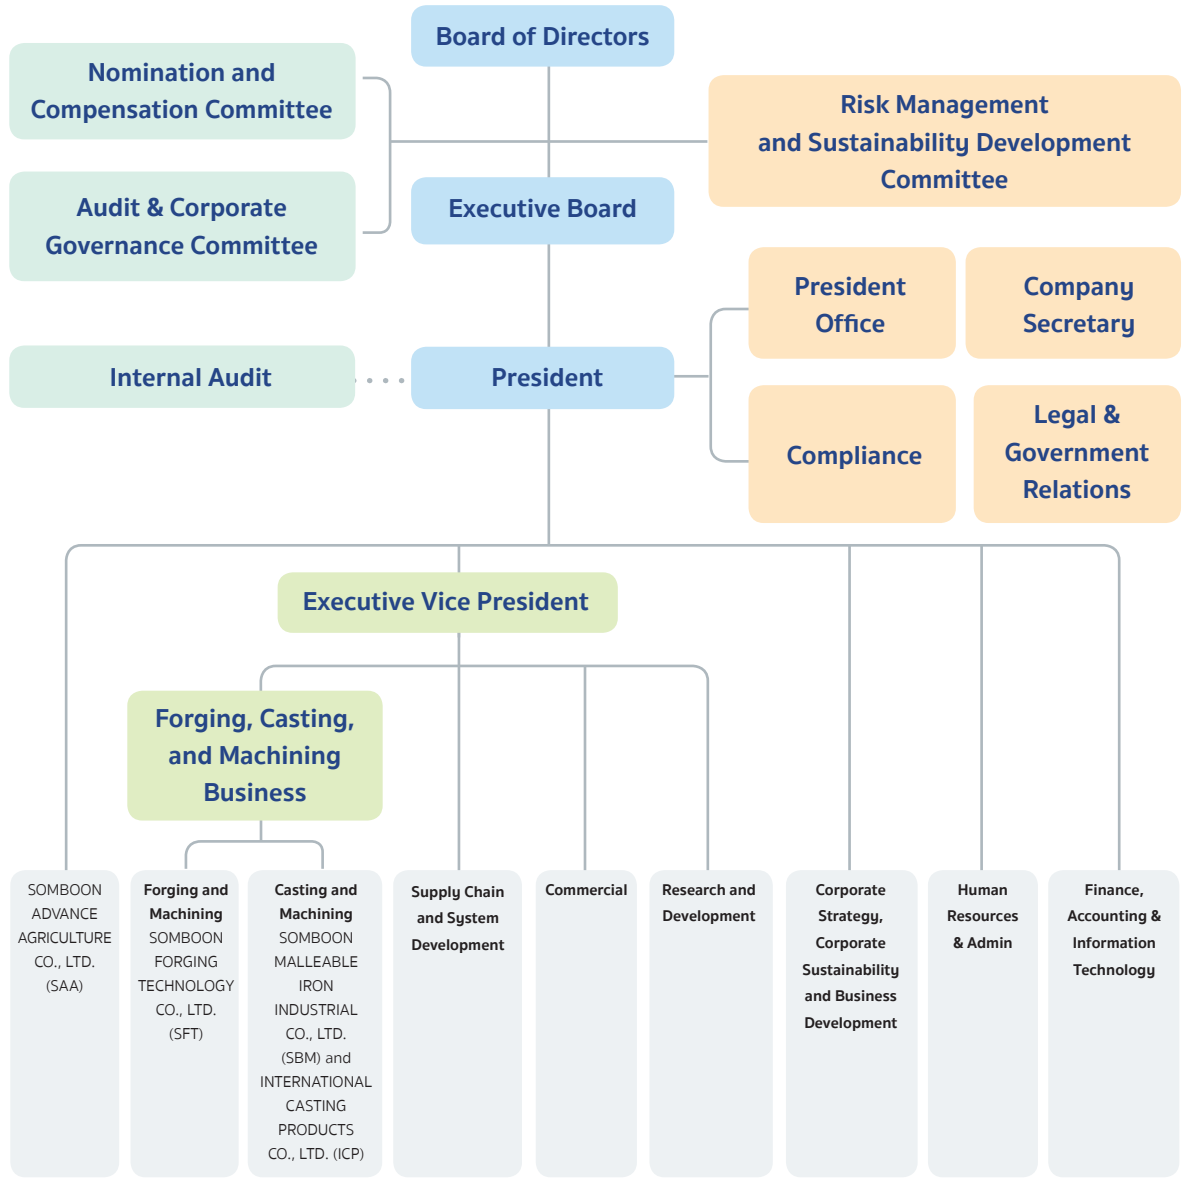 Board of Directors
Nomination and
Compensation Committee
Risk Management
and Sustainability Development
Committee
Audit & Corporate
Governance Committee
Executive Board
President
Office
Company
Secretary
Internal Audit
President
Compliance
Legal &
Government
Relations
Executive Vice President
Forging, Casting,
and Machining
Business
SOMBOON
ADVANCE
AGRICULTURE
CO., LTD.
(SAA)
Forging and
Machining
SOMBOON
FORGING
TECHNOLOGY
CO., LTD.
(SFT)
Casting and
Machining
SOMBOON
MALLEABLE
IRON
INDUSTRIAL
CO., LTD.
(SBM) and
INTERNATIONAL
CASTING
PRODUCTS
CO., LTD. (ICP)
Supply Chain
and System
Development
Commercial
Research and
Development
Corporate
Strategy,
Corporate
Sustainability
and Business
Development
Human
Resources
& Admin
Finance,
Accounting &
Information
Technology